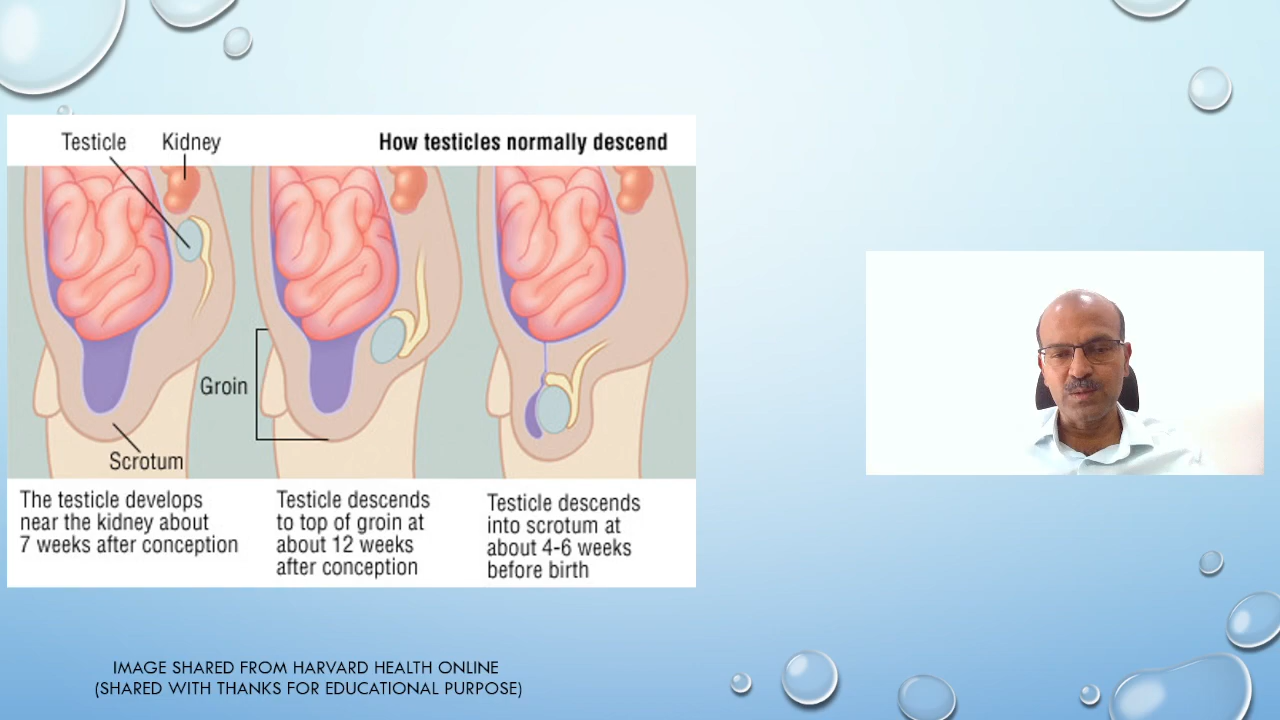 Testicle
Kidney
How testicles normally descend
Groin
Scrotum
The testicle develops
near the kidney about
7 weeks after conception
Testicle descends
to top of groin at
about 12 weeks
after conception
Testicle descends
into scrotum at
about 4-6 weeks
before birth
IMAGE SHARED FROM HARVARD HEALTH ONLINE
(SHARED WITH THANKS FOR EDUCATIONAL PURPOSE)